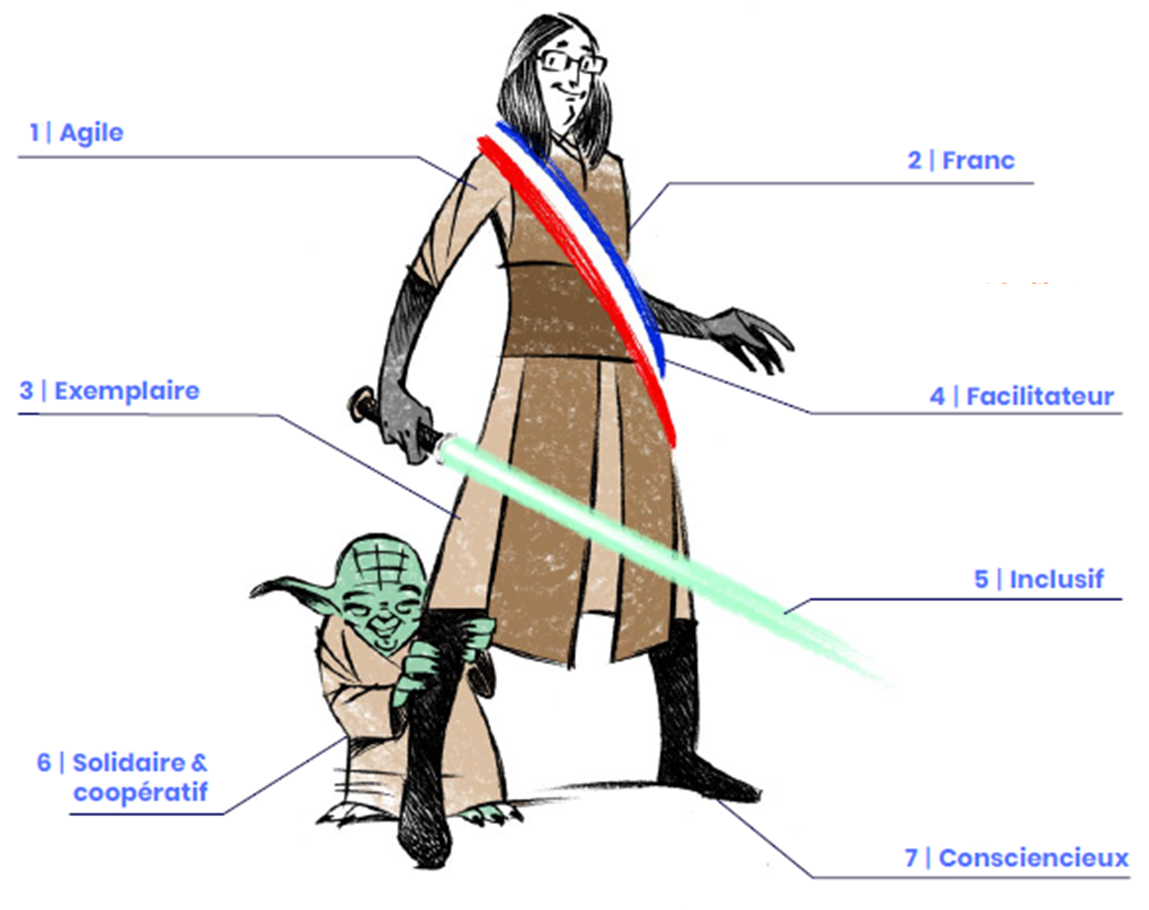 1 | Agile
2 | Franc
3 | Exemplaire
4 | Facilitateur
5 | Inclusif
6 | Solidaire &
coopératif
7 | Consciencieux